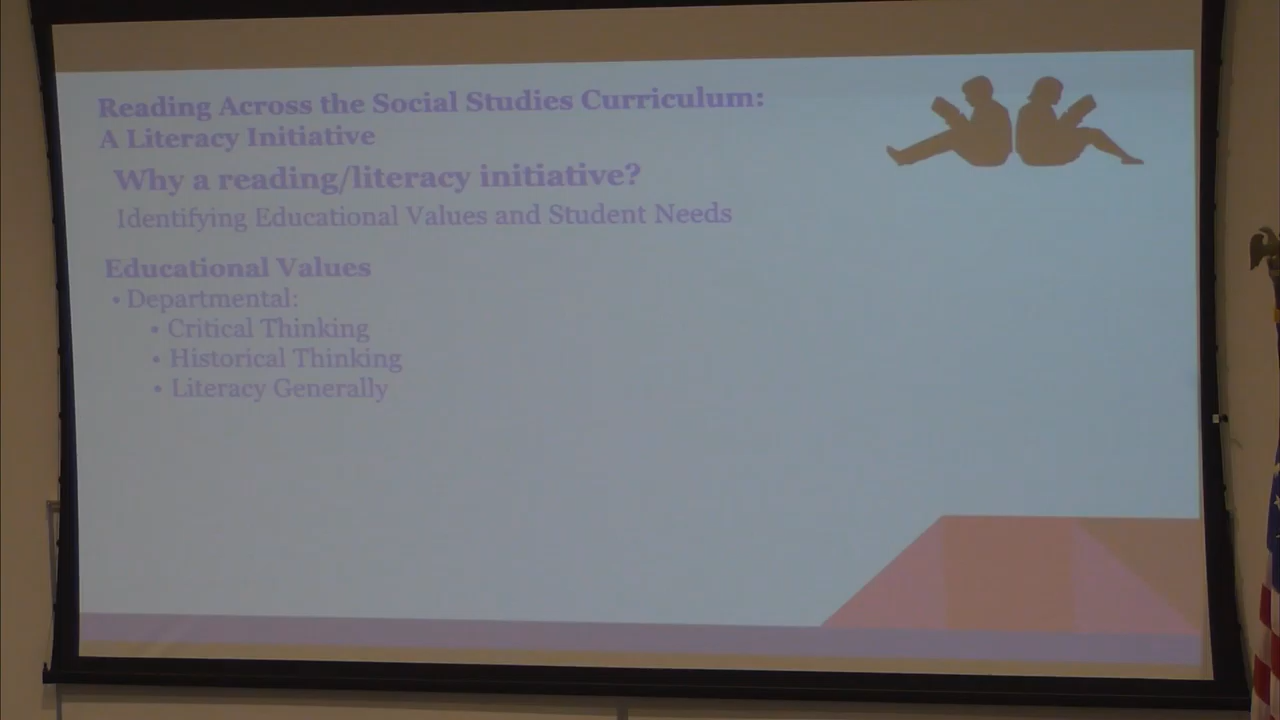 Reading Across the Social Studies Curriculum:
A Literacy Initiative
Why a reading/literacy initiative?
Identifying Educational Values and Student Needs
Educational Values
• Departmental:
• Critical Thinking
• Historical Thinking
• Literacy Generally